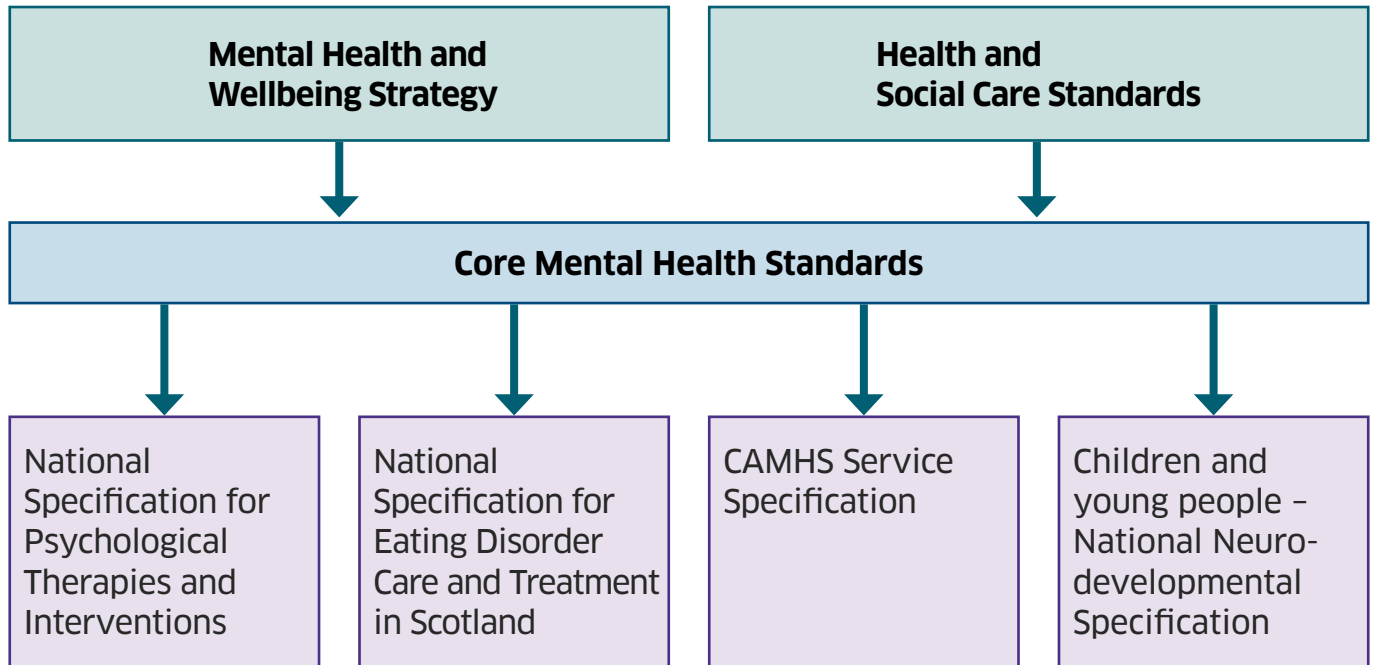 Mental Health and
Wellbeing Strategy
Health and
Social Care Standards
Core Mental Health Standards
National
Specification for
Psychological
Therapies and
Interventions
National
Specification for
Eating Disorder
Care and Treatment
in Scotland
CAMHS Service
Specification
Children and
young people –
National Neuro-
developmental
Specification